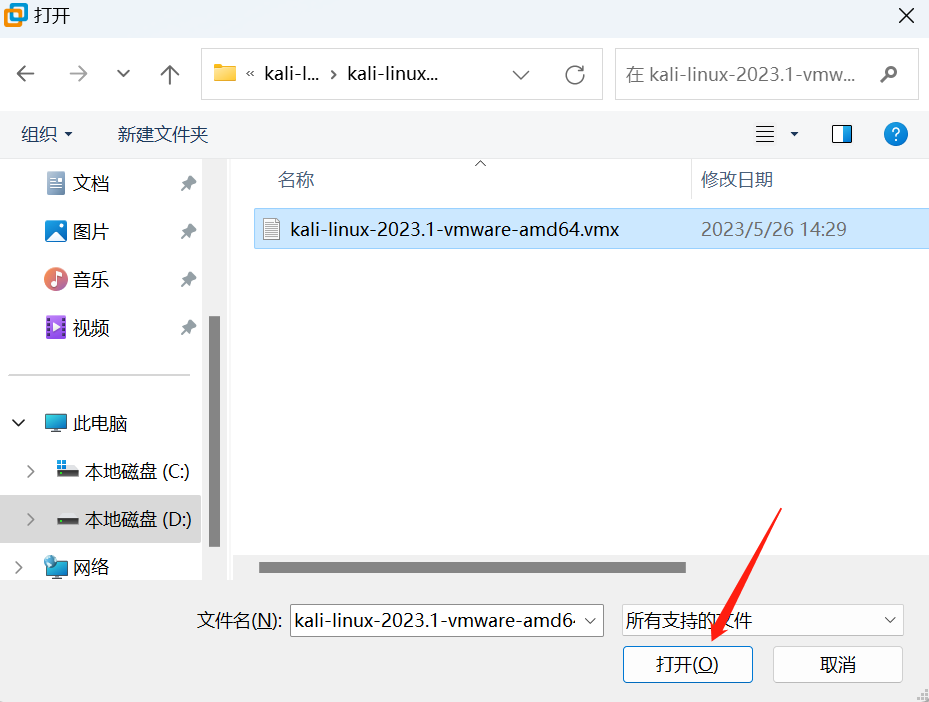 打开
« kali-l... › kali-linux...
在 kali-linux-2023.1-vmw...
组织
新建文件夹
名称
修改日期
文档
图片
音乐
视频
此电脑
本地磁盘 (C:)
本地磁盘 (D:)
网络
kali-linux-2023.1-vmware-amd64.vmx
2023/5/26 14:29
文件名(N):
kali-linux-2023.1-vmware-amd6
所有支持的文件
打开(O)
取消